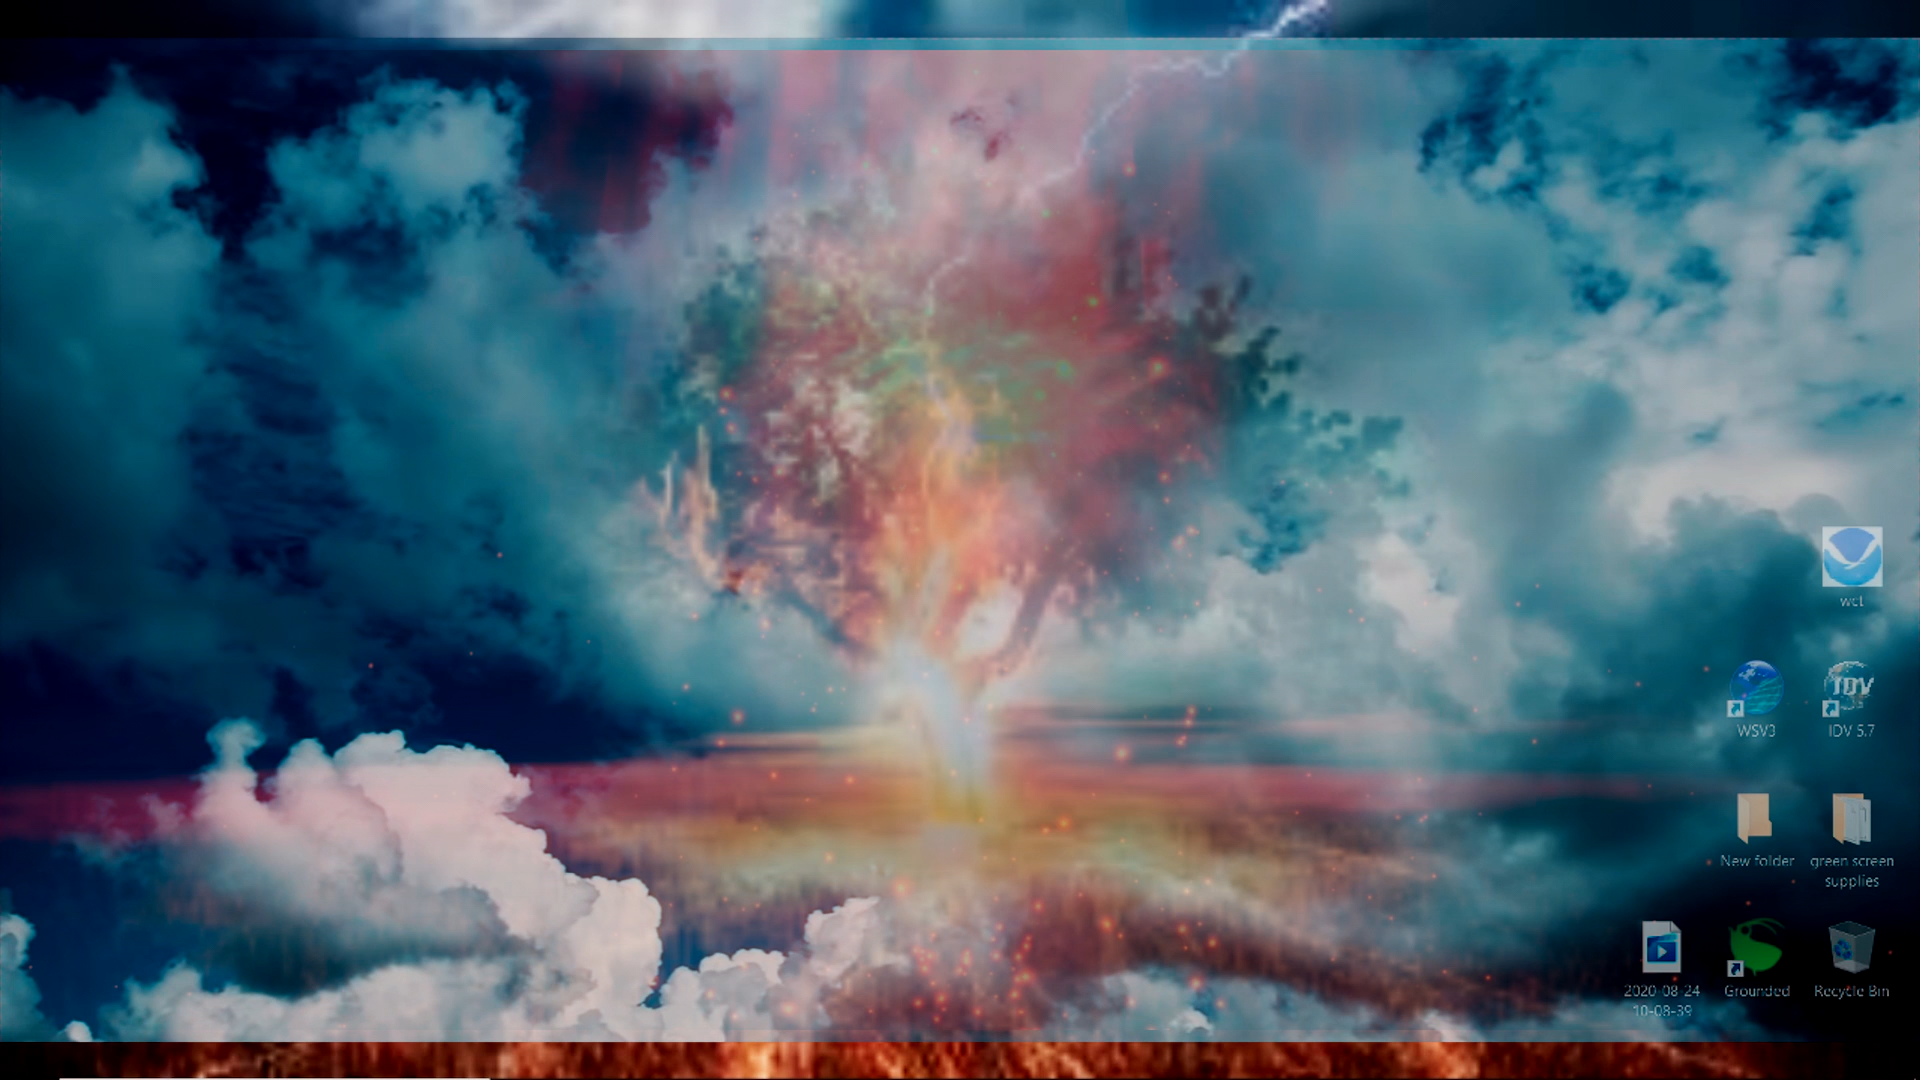 wct
WSV3
IDV
IDV 5.7
New folder
green screen
supplies
2020-08-24
10-08-39
Grounded
Recycle Bin